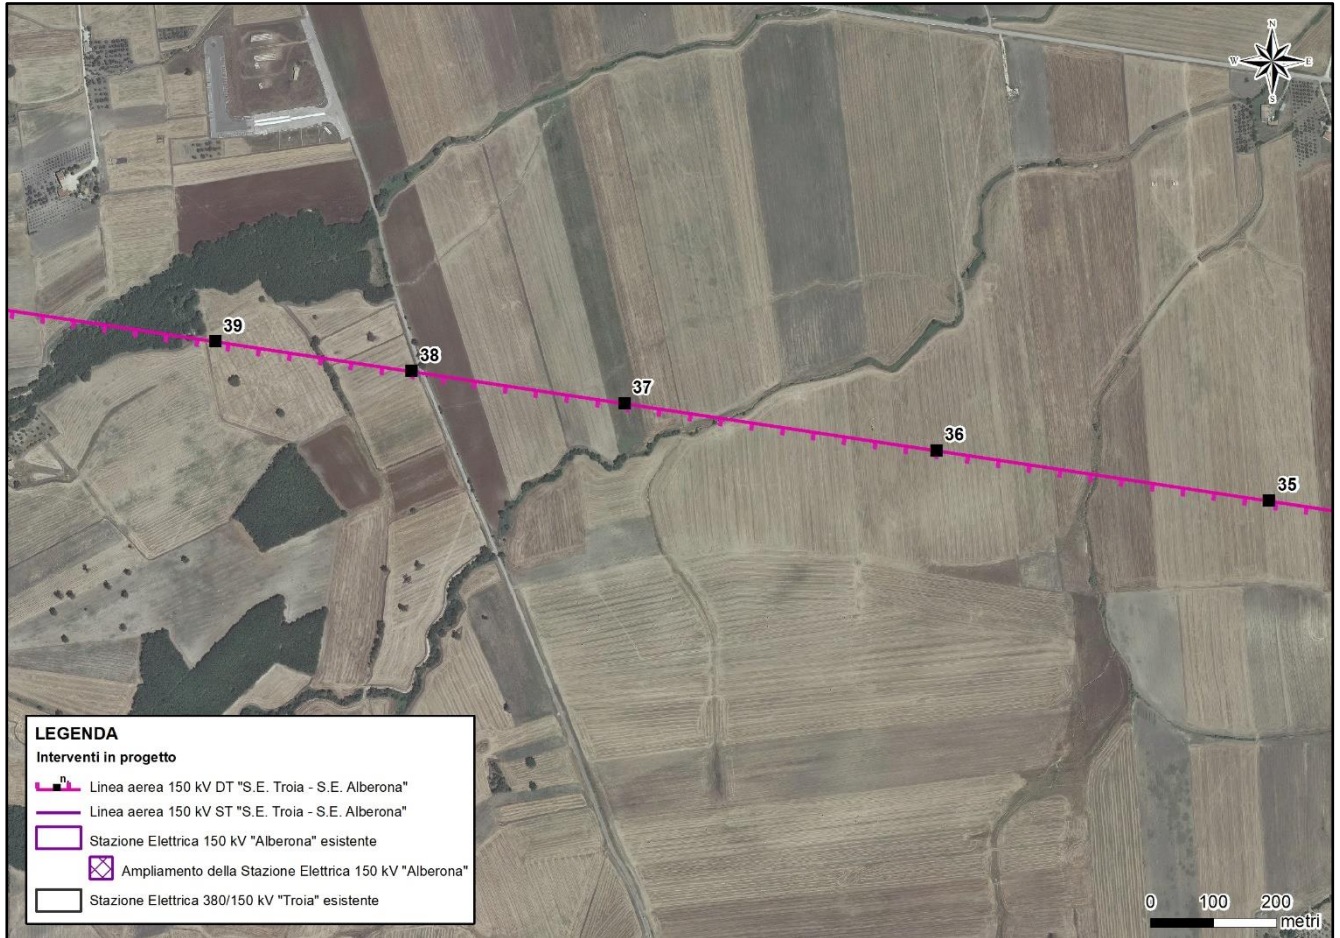 N
W E
S
39
38
37
36
35
LEGENDA
Interventi in progetto
n
Linea aerea 150 kV DT "S.E. Troia - S.E. Alberona"
Linea aerea 150 kV ST "S.E. Troia - S.E. Alberona"
Stazione Elettrica 150 kV "Alberona" esistente
Ampliamento della Stazione Elettrica 150 kV "Alberona"
Stazione Elettrica 380/150 kV "Troia" esistente
0 100 200
metri